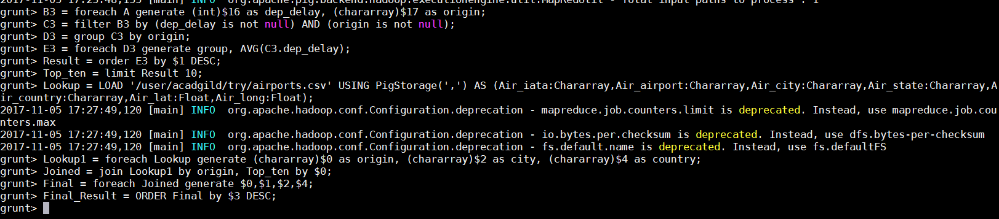 2017-11-05 17:25:48,155 [main] INFO  org.apache.pig.backend.hadoop.executionengine.util.MapRedUtil - Total input paths to process : 1
grunt> B3 = foreach A generate (int)$16 as dep_delay, (chararray)$17 as origin;
grunt> C3 = filter B3 by (dep_delay is not null) AND (origin is not null);
grunt> D3 = group C3 by origin;
grunt> E3 = foreach D3 generate group, AVG(C3.dep_delay);
grunt> Result = order E3 by $1 DESC;
grunt> Top_ten = limit Result 10;
grunt> Lookup = LOAD '/user/acadgild/try/airports.csv' USING PigStorage(',') AS (Air_iata:Chararray,Air_airport:Chararray,Air_city:Chararray,Air_state:Chararray,A
ir_country:Chararray,Air_lat:Float,Air_long:Float);
2017-11-05 17:27:49,120 [main] INFO  org.apache.hadoop.conf.Configuration.deprecation - mapreduce.job.counters.limit is deprecated. Instead, use mapreduce.job.cou
nters.max
2017-11-05 17:27:49,120 [main] INFO  org.apache.hadoop.conf.Configuration.deprecation - io.bytes.per.checksum is deprecated. Instead, use dfs.bytes-per-checksum
2017-11-05 17:27:49,120 [main] INFO  org.apache.hadoop.conf.Configuration.deprecation - fs.default.name is deprecated. Instead, use fs.defaultFS
grunt> Lookup1 = foreach Lookup generate (chararray)$0 as origin, (chararray)$2 as city, (chararray)$4 as country;
grunt> Joined = join Lookup1 by origin, Top_ten by $0;
grunt> Final = foreach Joined generate $0,$1,$2,$4;
grunt> Final_Result = ORDER Final by $3 DESC;
grunt>